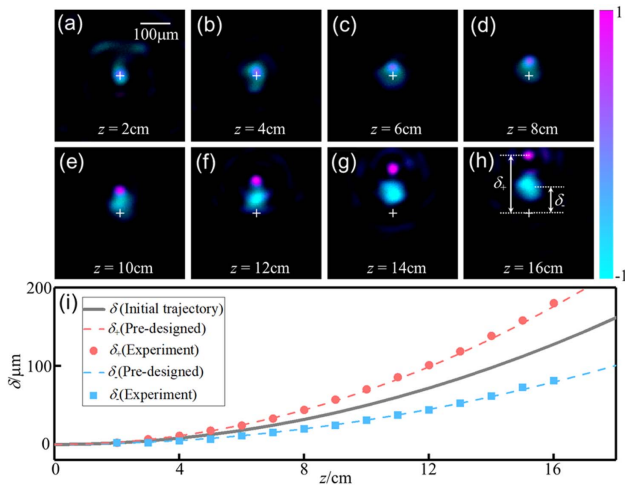 (a) (b) (c) (d) 1
100μm
z = 2cm z = 4cm z = 6cm z = 8cm
(e) (f) (g) (h)
δ₊ δ₋
z = 10cm z = 12cm z = 14cm z = 16cm -1
200 (i)
δ (Initial trajectory)
δ₊(Pre-designed)
100 δ₊(Experiment)
δ₋(Pre-designed)
δ₋(Experiment)
0
δ/μm
0 4 8 12 16
z/cm